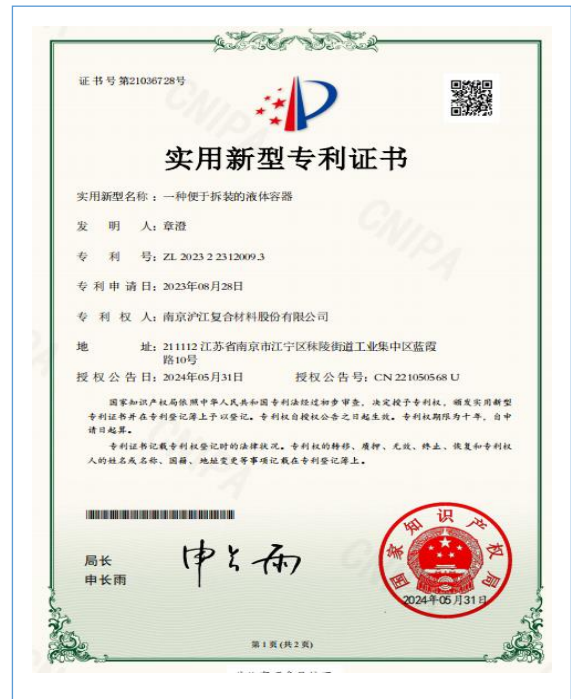 证书号第21036728号
实用新型专利证书
实用新型名称：一种便于拆装的液体容器
发明人：章澄
专利号：ZL 2023 2 2312009.3
专利申请日：2023年08月28日
专利权人：南京沪江复合材料股份有限公司
地址：211112 江苏省南京市江宁区秣陵街道工业集中区蓝霞
路10号
授权公告日：2024年05月31日 授权公告号：CN 221050568 U
国家知识产权局依照中华人民共和国专利法经过初步审查，决定授予专利权，颁发实用新型
专利证书并在专利登记簿上予以登记。专利权自授权公告之日起生效。专利权期限为十年，自申
请日起算。
专利证书记载专利权登记时的法律状况。专利权的转移、质押、无效、终止、恢复和专利权
人的姓名或名称、国籍、地址变更等事项记载在专利登记簿上。
局长
申长雨
申长雨
国家知识产权局
2024年05月31日
第1页(共2页)
CNIPA
CNIPA